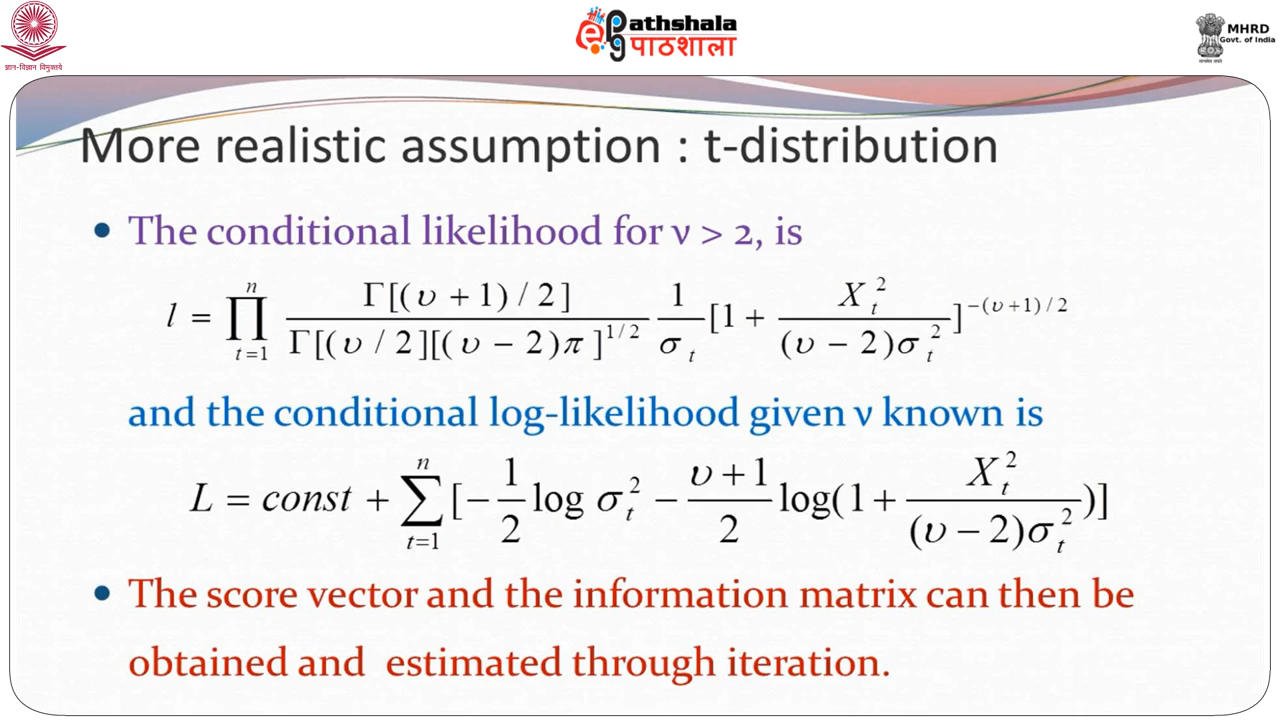 ज्ञान-विज्ञान विमुक्तये
ePathshala
पाठशाला
MHRD
Govt. of India
More realistic assumption : t-distribution
• The conditional likelihood for ν > 2, is
l = ∏_{t=1}^{n} Γ[(υ + 1) / 2] / Γ[(υ / 2][(υ − 2)π]^{1/2} 1/σ_t [1 + X_t^2 / (υ − 2)σ_t^2]^{−(υ+1)/2}
and the conditional log-likelihood given ν known is
L = const + ∑_{t=1}^{n} [− 1/2 log σ_t^2 − υ+1/2 log(1 + X_t^2 / (υ − 2)σ_t^2)]
• The score vector and the information matrix can then be
obtained and estimated through iteration.